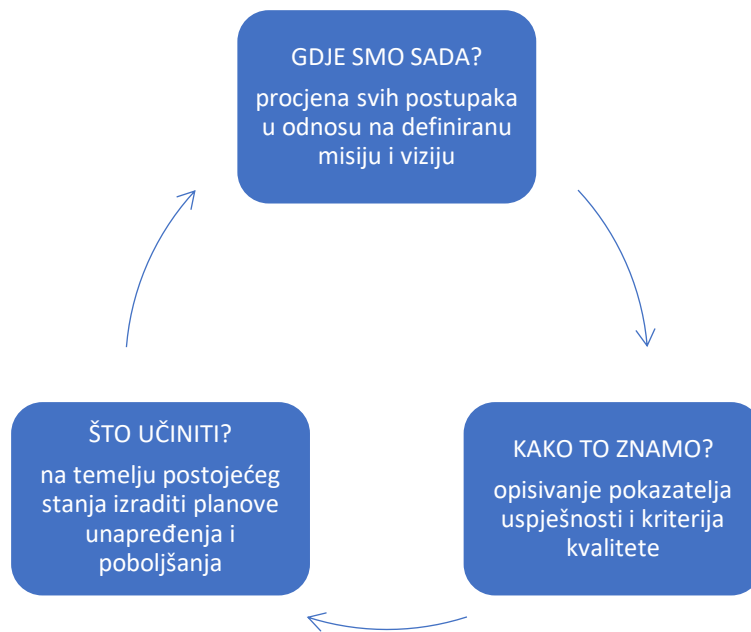 GDJE SMO SADA?
procjena svih postupaka
u odnosu na definiranu
misiju i viziju
ŠTO UČINITI?
na temelju postojećeg
stanja izraditi planove
unapređenja i
poboljšanja
KAKO TO ZNAMO?
opisivanje pokazatelja
uspješnosti i kriterija
kvalitete